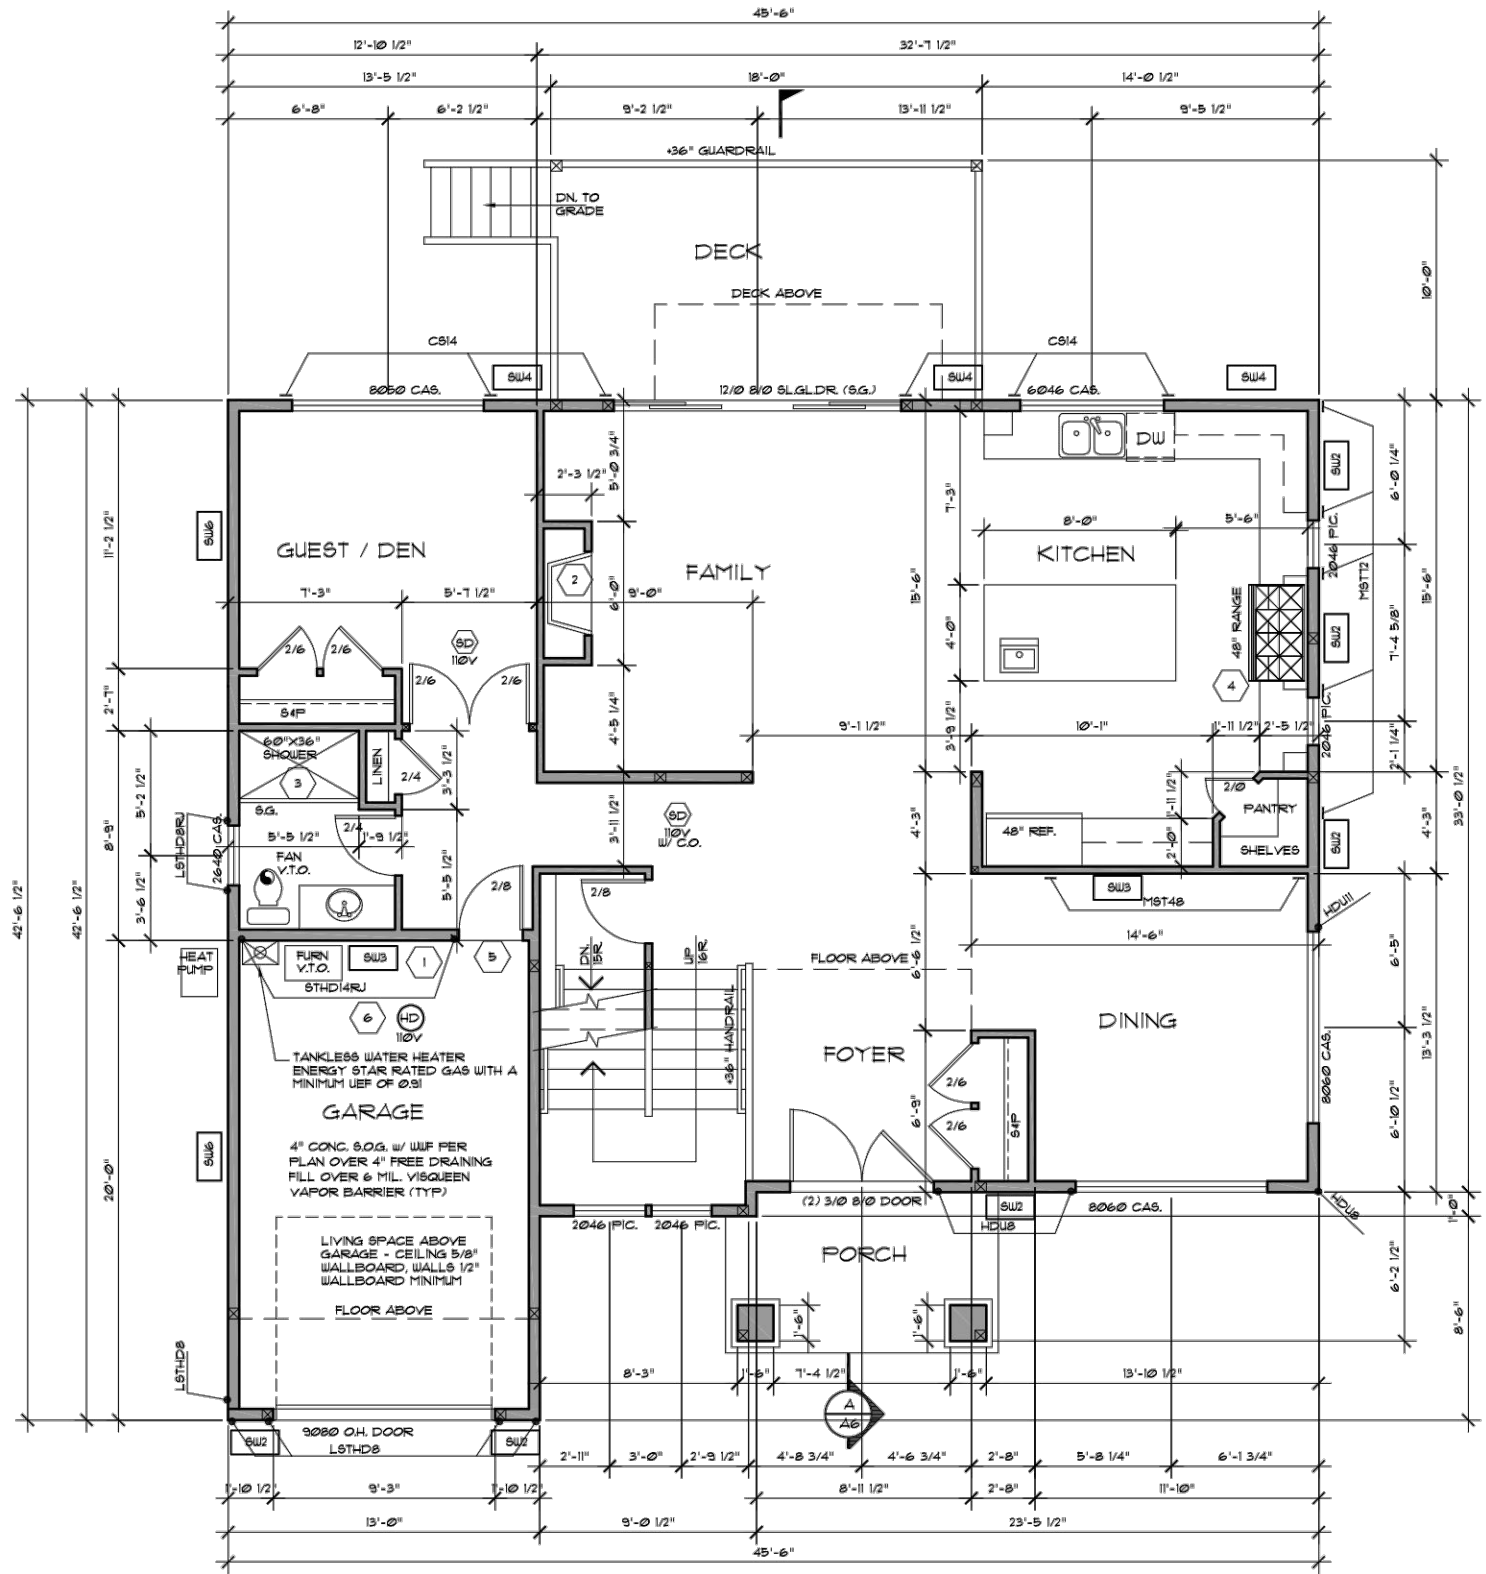 45'-6"
12'-10 1/2"
32'-7 1/2"
13'-5 1/2"
18'-0"
14'-0 1/2"
6'-8"
6'-2 1/2"
9'-2 1/2"
13'-11 1/2"
9'-5 1/2"
+36" GUARDRAIL
DN. TO
GRADE
DECK
DECK ABOVE
10'-0"
CS14
CS14
SW4
SW4
SW4
8050 CAS.
12/0 8/0 SL.GL.DR. (S.G.)
6046 CAS.
DW
5'-0 3/4"
2'-3 1/2"
7'-3"
SW2
6'-0 1/4"
SW6
11'-2 1/2"
GUEST / DEN
2
FAMILY
8'-0"
5'-6"
KITCHEN
2046 PIC.
MST72
7'-3"
5'-7 1/2"
6'-0"
9'-0"
15'-6"
4'-0"
48" RANGE
SW2
7'-4 5/8"
15'-6"
2/6
2/6
SD
110V
2/6
2/6
4
S4P
2'-7"
4'-5 1/4"
9'-1 1/2"
3'-9 1/2"
10'-1"
1'-11 1/2"
2'-5 1/2"
2046 PIC.
2'-1 1/4"
60"X36"
SHOWER
3
LINEN
2/4
3'-3 1/2"
S.G.
5'-2 1/2"
8'-9"
LSTHD8RJ
2640 CAS.
5'-5 1/2"
2/4
1'-9 1/2"
3'-11 1/2"
SD
110V
W/ C.O.
4'-3"
1'-11 1/2"
2/0
PANTRY
48" REF.
2'-0"
SHELVES
SW2
4'-3"
33'-0 1/2"
FAN
V.T.O.
3'-6 1/2"
5'-5 1/2"
2/8
2/8
SW3
MST48
HDU11
42'-6 1/2"
42'-6 1/2"
14'-6"
HEAT
PUMP
FURN
V.T.O.
SW3
1
5
STHD14RJ
DN.
15R
UP
16R
FLOOR ABOVE
6'-6 1/2"
6'-5"
6
HD
110V
+36" HANDRAIL
DINING
13'-3 1/2"
TANKLESS WATER HEATER
ENERGY STAR RATED GAS WITH A
MINIMUM UEF OF 0.91
FOYER
8060 CAS.
GARAGE
2/6
6'-9"
2/6
S4P
6'-10 1/2"
4" CONC. S.O.G. W/ WWF PER
PLAN OVER 4" FREE DRAINING
FILL OVER 6 MIL. VISQUEEN
VAPOR BARRIER (TYP)
SW6
20'-0"
(2) 3/0 8/0 DOOR
SW2
8060 CAS.
HDU8
1'-0"
2046 PIC.
2046 PIC.
HDU8
LIVING SPACE ABOVE
GARAGE - CEILING 5/8"
WALLBOARD, WALLS 1/2"
WALLBOARD MINIMUM
PORCH
6'-2 1/2"
FLOOR ABOVE
1'-6"
1'-6"
8'-6"
LSTHD8
8'-3"
1'-6"
7'-4 1/2"
1'-6"
13'-10 1/2"
A
A6
SW2
9080 O.H. DOOR
LSTHD8
SW2
2'-11"
3'-0"
2'-9 1/2"
4'-8 3/4"
4'-6 3/4"
2'-8"
5'-8 1/4"
6'-1 3/4"
1'-10 1/2"
9'-3"
1'-10 1/2"
8'-11 1/2"
2'-8"
11'-10"
13'-0"
9'-0 1/2"
23'-5 1/2"
45'-6"